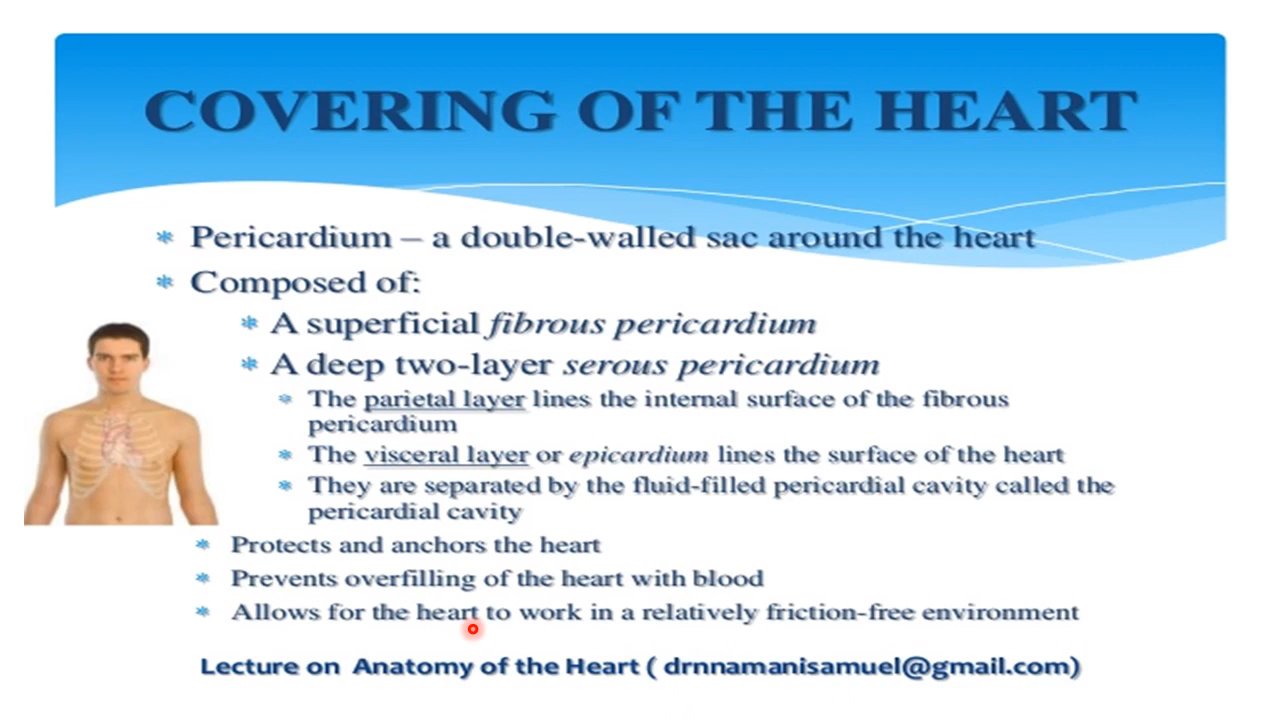 COVERING OF THE HEART
Pericardium – a double-walled sac around the heart
Composed of:
A superficial fibrous pericardium
A deep two-layer serous pericardium
The parietal layer lines the internal surface of the fibrous
pericardium
The visceral layer or epicardium lines the surface of the heart
They are separated by the fluid-filled pericardial cavity called the
pericardial cavity
Protects and anchors the heart
Prevents overfilling of the heart with blood
Allows for the heart to work in a relatively friction-free environment
Lecture on Anatomy of the Heart ( drnnamanisamuel@gmail.com)